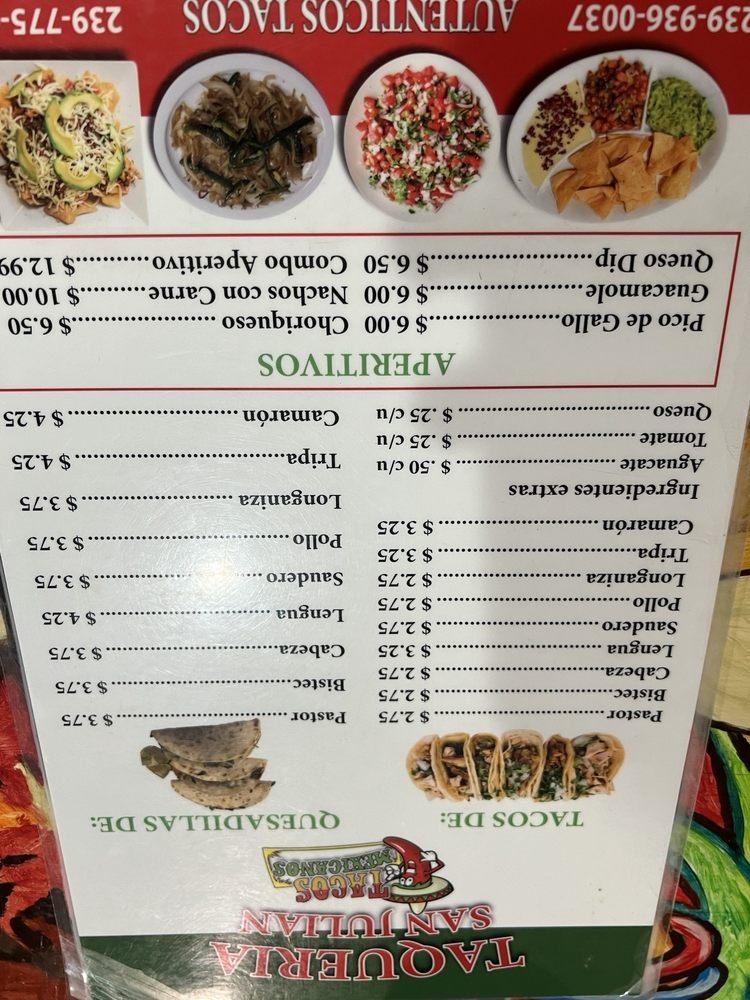 TAQUERIA
SAN JULIAN
TACOS
MEXICANOS
TACOS DE:
Pastor ........................ $ 2.75
Bistec ........................ $ 2.75
Cabeza ........................ $ 2.75
Lengua ........................ $ 3.25
Saudero ........................ $ 2.75
Pollo ........................ $ 2.75
Longaniza ........................ $ 2.75
Tripa ........................ $ 3.25
Camarón ........................ $ 3.25
Ingredientes extras
Aguacate ........................ $ .50 c/u
Tomate ........................ $ .25 c/u
Queso ........................ $ .25 c/u
QUESADILLAS DE:
Pastor ........................ $ 3.75
Bistec ........................ $ 3.75
Cabeza ........................ $ 3.75
Lengua ........................ $ 4.25
Saudero ........................ $ 3.75
Pollo ........................ $ 3.75
Longaniza ........................ $ 3.75
Tripa ........................ $ 4.25
Camarón ........................ $ 4.25
APERITIVOS
Pico de Gallo ........................ $ 6.00
Guacamole ........................ $ 6.00
Queso Dip ........................ $ 6.50
Choriqueso ........................ $ 6.50
Nachos con Carne ........................ $ 10.00
Combo Aperitivo ........................ $ 12.99
239-936-0037
AUTENTICOS TACOS
239-775-